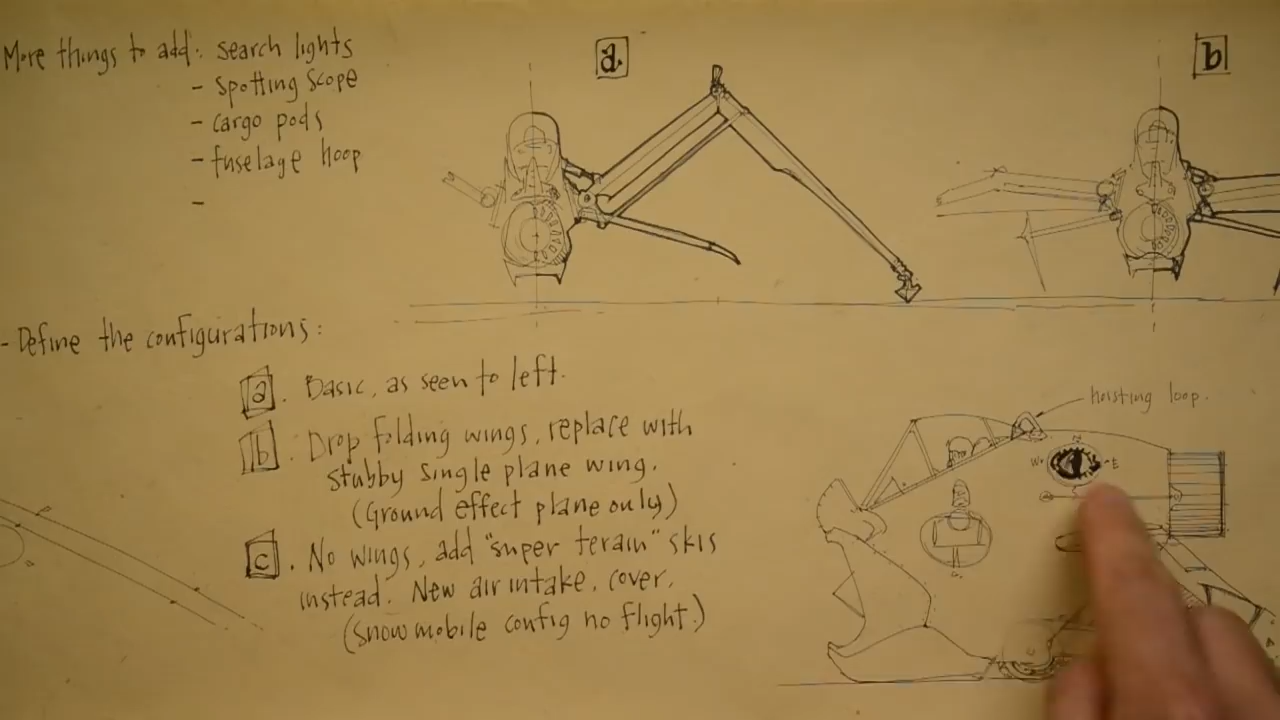 More things to add: search lights
- spotting scope
- cargo pods
- fuselage hoop
-
a.
b
- Define the configurations:
a. Basic, as seen to left.
b. Drop folding wings, replace with
stubby single plane wing.
(Ground effect plane only)
c. No wings, add "super terain" skis
instead. New air intake, cover,
(snowmobile config no flight.)
hoisting loop.
N
W
E